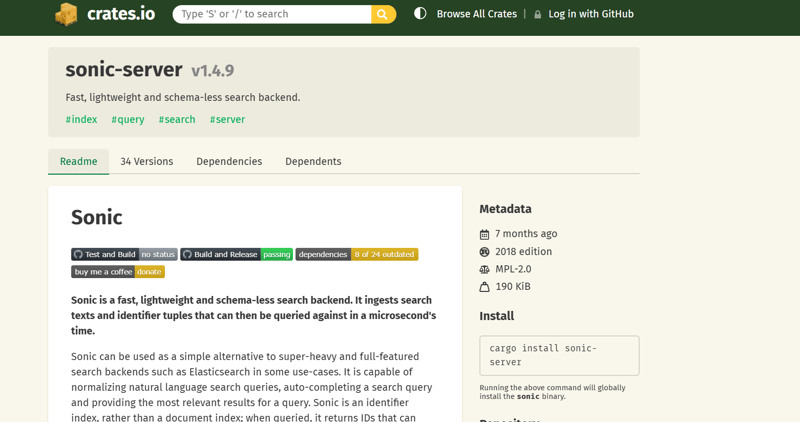 crates.io
Type 'S' or '/' to search
Browse All Crates | Log in with GitHub
sonic-server v1.4.9
Fast, lightweight and schema-less search backend.
#index #query #search #server
Readme 34 Versions Dependencies Dependents
Sonic
Test and Build no status Build and Release passing dependencies 8 of 24 outdated
buy me a coffee donate
Sonic is a fast, lightweight and schema-less search backend. It ingests search
texts and identifier tuples that can then be queried against in a microsecond's
time.
Sonic can be used as a simple alternative to super-heavy and full-featured
search backends such as Elasticsearch in some use-cases. It is capable of
normalizing natural language search queries, auto-completing a search query
and providing the most relevant results for a query. Sonic is an identifier
index, rather than a document index; when queried, it returns IDs that can
Metadata
7 months ago
2018 edition
MPL-2.0
190 KiB
Install
cargo install sonic-
server
Running the above command will globally
install the sonic binary.